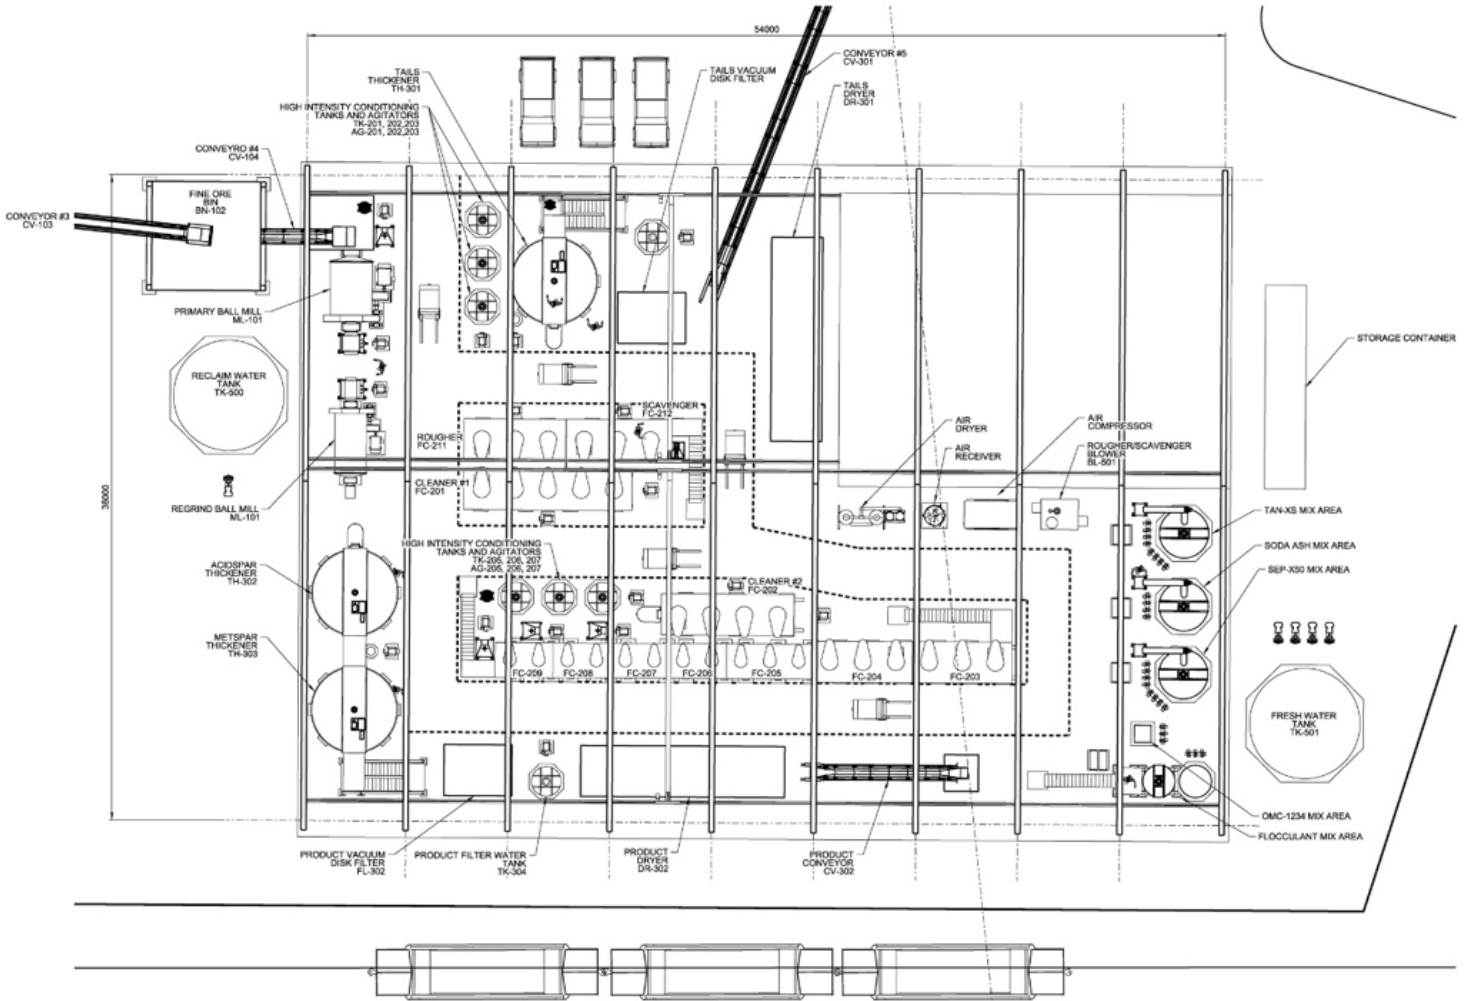 54000
CONVEYOR #5
CV-301
TAILS
THICKENER
TH-301
TAILS VACUUM
DISK FILTER
TAILS
DRYER
DR-301
HIGH INTENSITY CONDITIONING
TANKS AND AGITATORS
TK-201, 202,203
AG-201, 202,203
CONVEYRO #4
CV-104
FINE ORE
BIN
BN-102
CONVEYOR #3
CV-103
PRIMARY BALL MILL
ML-101
STORAGE CONTAINER
RECLAIM WATER
TANK
TK-500
SCAVENGER
FC-212
ROUGHER
FC-211
AIR
DRYER
AIR
COMPRESSOR
AIR
RECEIVER
ROUGHER/SCAVENGER
BLOWER
BL-501
CLEANER #1
FC-201
38000
REGRIND BALL MILL
ML-101
TAN-XS MIX AREA
HIGH INTENSITY CONDITIONING
TANKS AND AGITATORS
TK-205, 206, 207
AG-205, 206, 207
SODA ASH MIX AREA
ACIDSPAR
THICKENER
TH-302
SEP-X50 MIX AREA
CLEANER #2
FC-202
METSPAR
THICKENER
TH-303
FC-209
FC-208
FC-207
FC-206
FC-205
FC-204
FC-203
FRESH WATER
TANK
TK-501
OMC-1234 MIX AREA
FLOCCULANT MIX AREA
PRODUCT VACUUM
DISK FILTER
FL-302
PRODUCT FILTER WATER
TANK
TK-304
PRODUCT
DRYER
DR-302
PRODUCT
CONVEYOR
CV-302